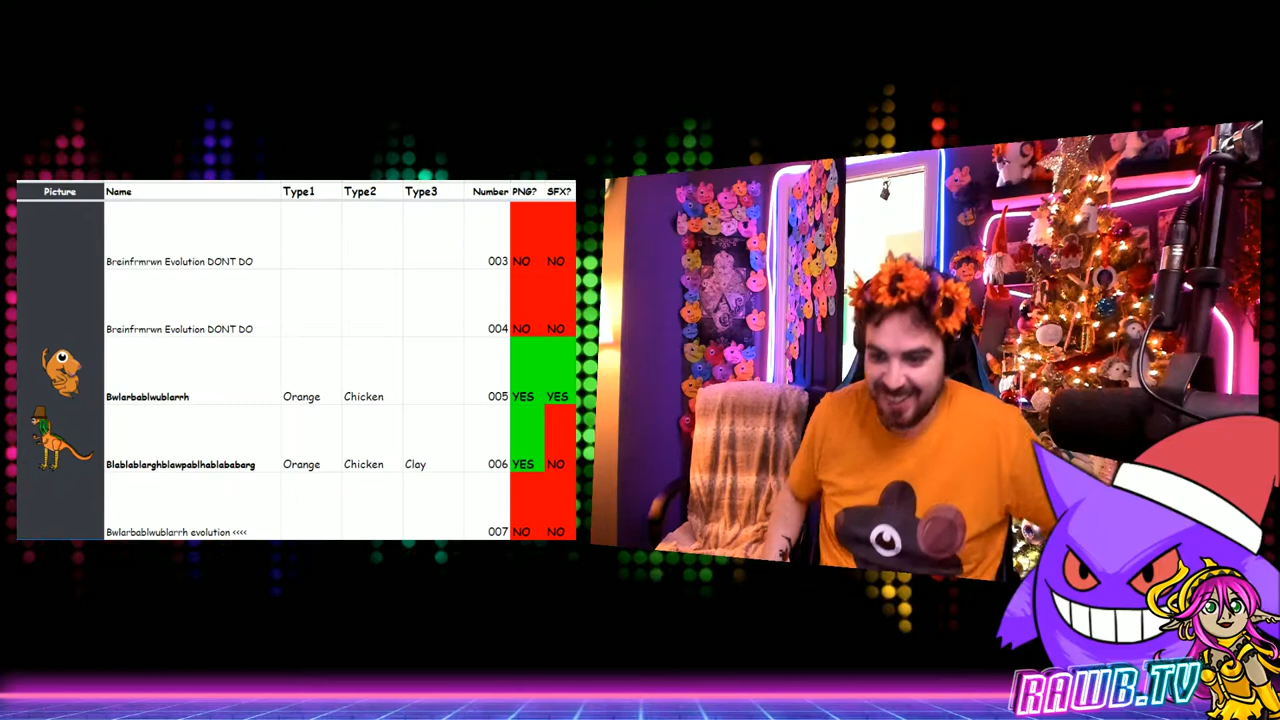 Picture Name Type1 Type2 Type3 Number PNG? SFX?
Breinfrmrwn Evolution DONT DO 003 NO NO
Breinfrmrwn Evolution DONT DO 004 NO NO
Bwlarbablwublarrh Orange Chicken 005 YES YES
Blablablarghblawpablhablababarg Orange Chicken Clay 006 YES NO
Bwlarbablwublarrh evolution <<<< 007 NO NO
RAWB.TV